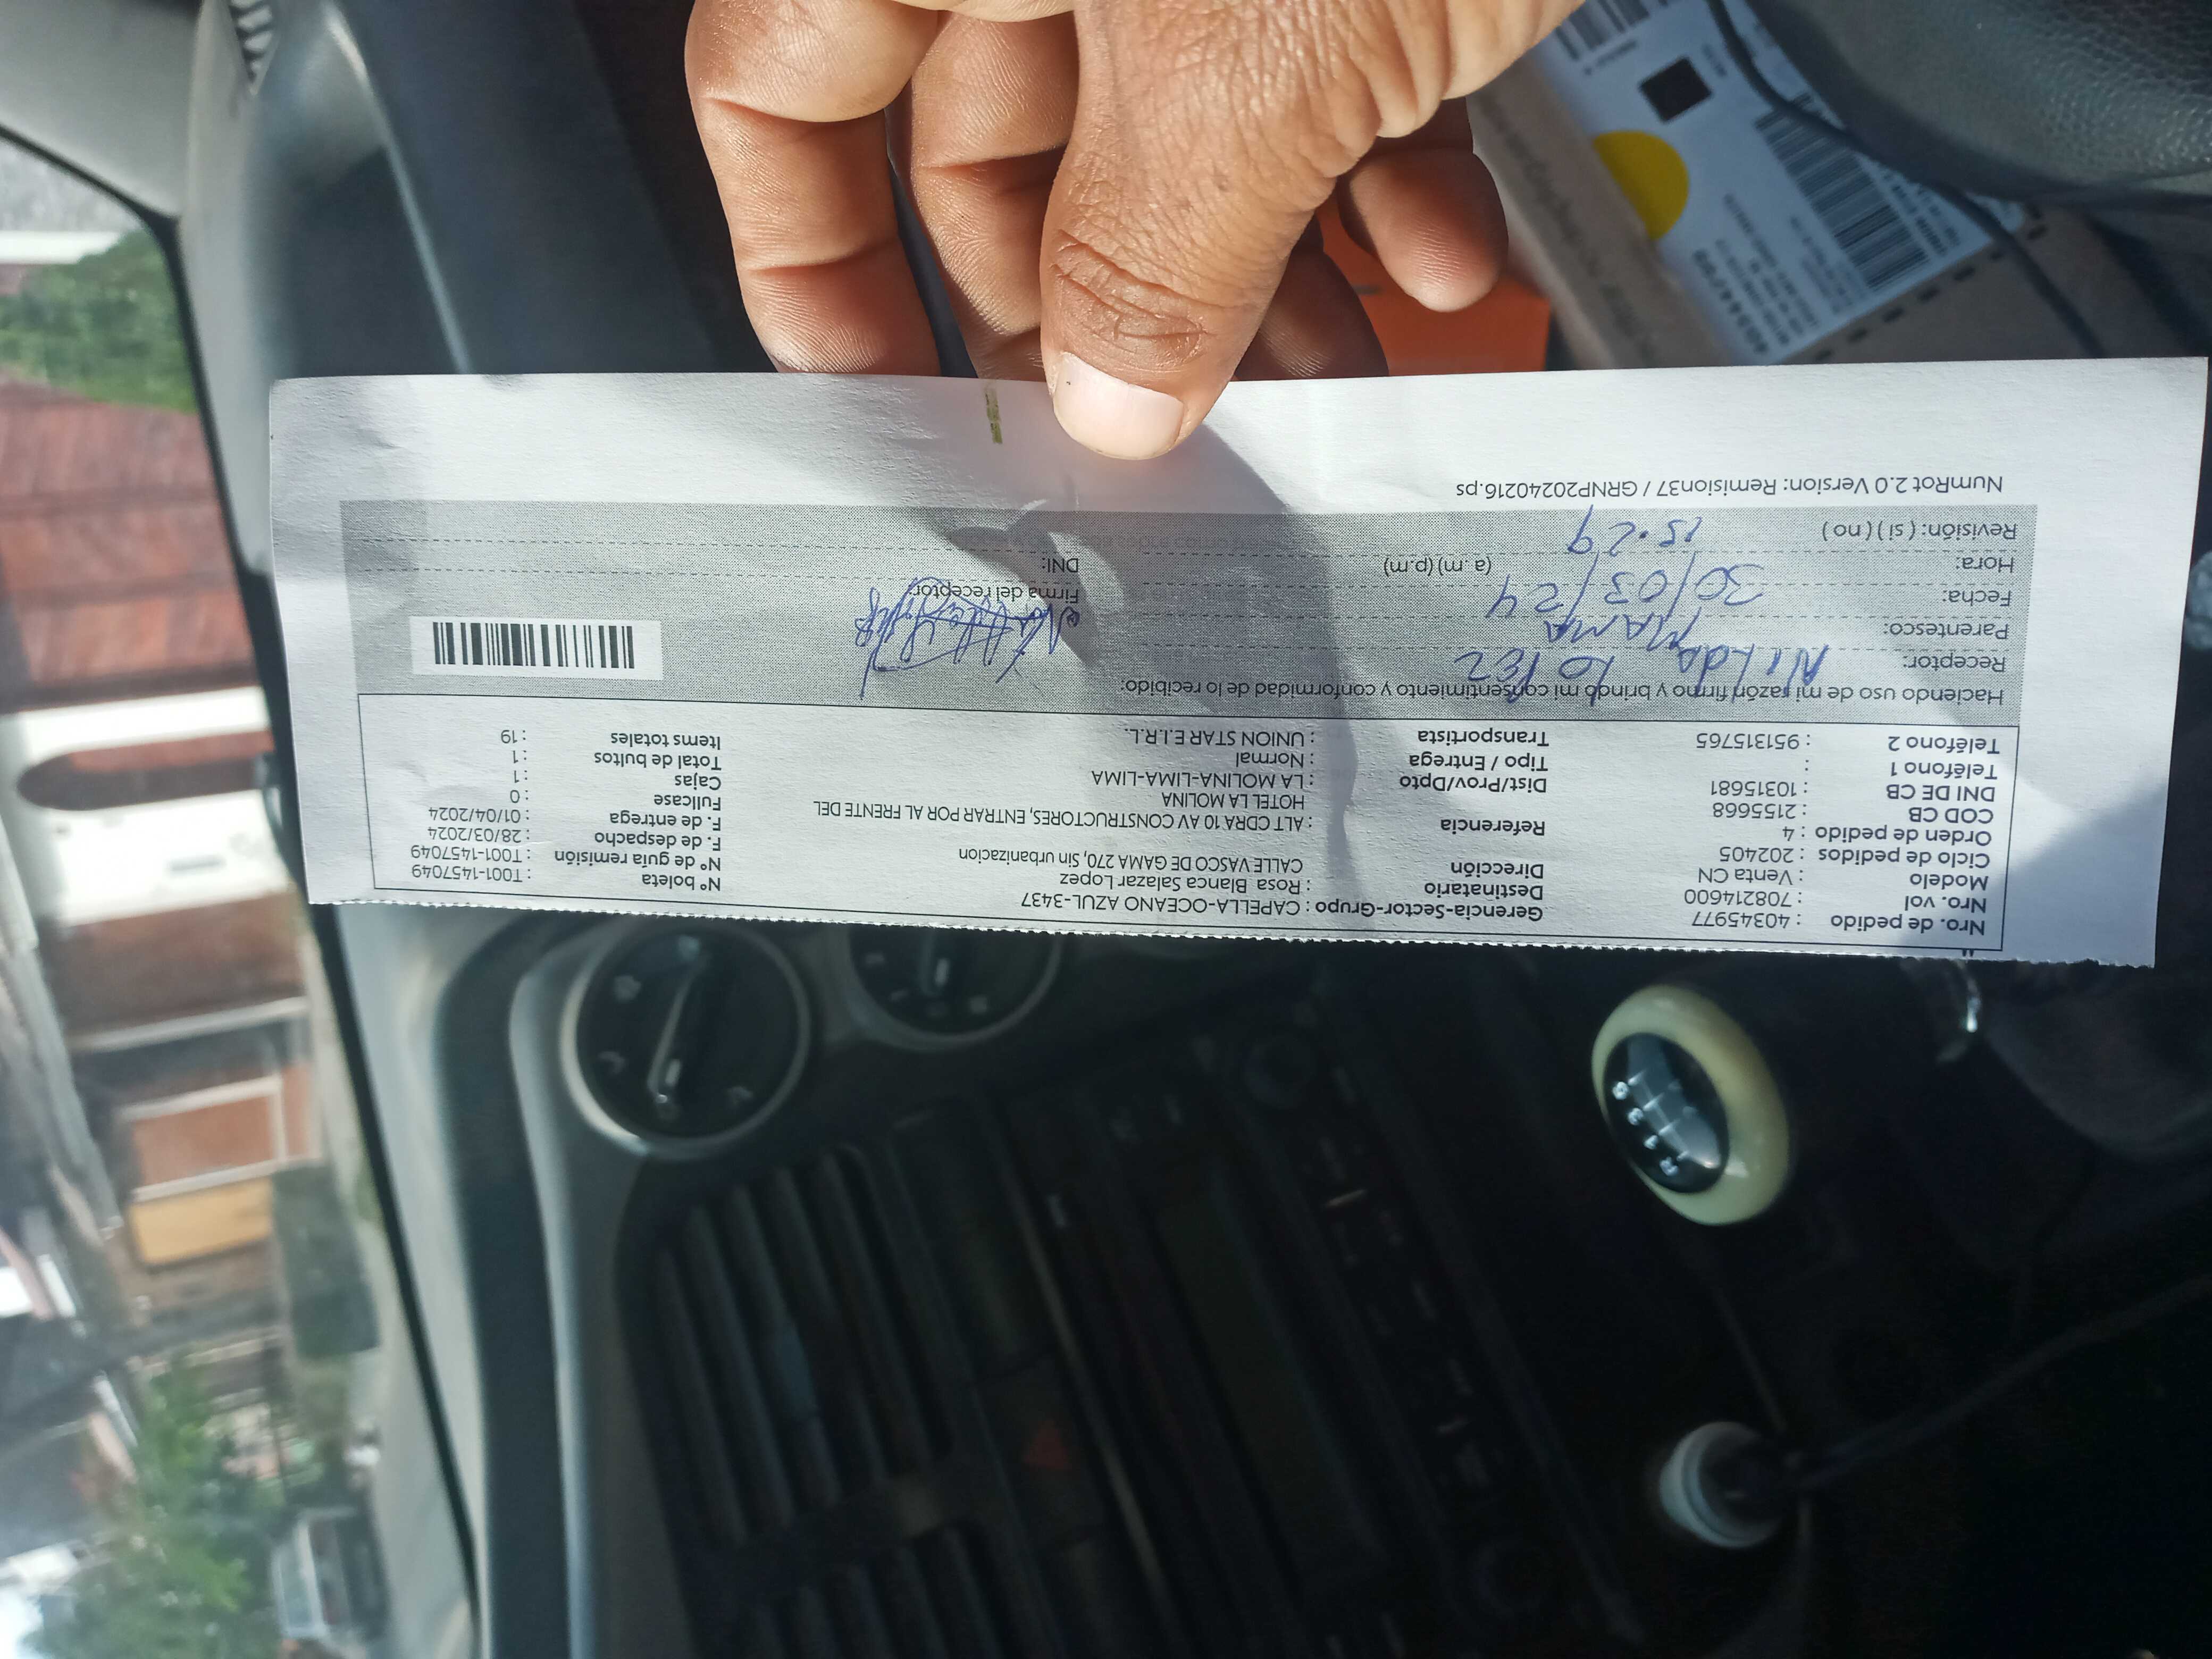 Nro. de pedido : 40345977
Nro. vol. : 708214600
Modelo : Venta CN
Ciclo de pedidos : 202405
Orden de pedido : 4
COD CB : 2155668
DNI DE CB : 10315681
Teléfono 1 :
Teléfono 2 : 951315765
Gerencia-Sector-Grupo : CAPELLA-OCEANO AZUL-3437
Destinatario : Rosa Blanca Salazar Lopez
Dirección CALLE VASCO DE GAMA 270, Sin urbanizacion
Referencia : ALT CDRA 10 AV CONSTRUCTORES, ENTRAR POR AL FRENTE DEL
HOTEL LA MOLINA
Dist/Prov/Dpto : LA MOLINA-LIMA-LIMA
Tipo / Entrega : Normal
Transportista : UNION STAR E.I.R.L.
Nº boleta : T001-1457049
Nº de guía remisión : T001-1457049
F. de despacho : 28/03/2024
F. de entrega : 01/04/2024
Fullcase : 0
Cajas : 1
Total de bultos : 1
Items totales : 19
Haciendo uso de mi razón firmo y brindo mi consentimiento y conformidad de lo recibido:
Receptor: Nilda Lopez
Parentesco: MAMA
Fecha: 30/03/24
Hora: (a. m) (p.m)
15.29
Revisión: ( si ) ( no )
Firma del receptor:
DNI:
NumRot 2.0 Version: Remision37 / GRNP20240216.ps